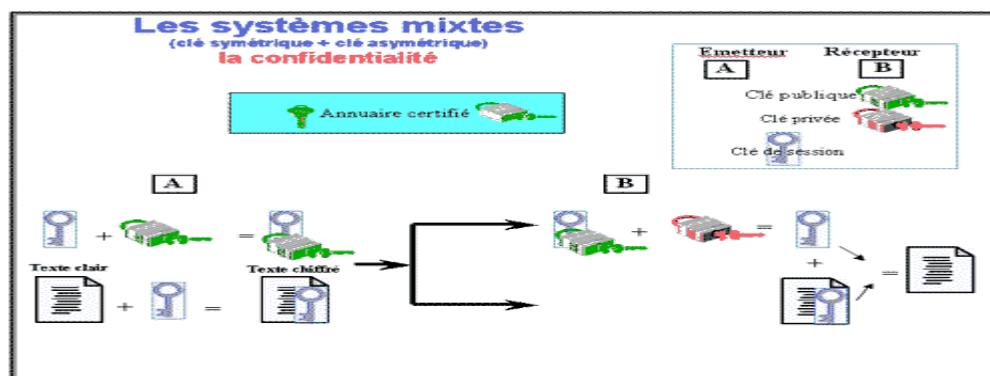 Les systèmes mixtes
(clé symétrique + clé asymétrique)
la confidentialité
Emetteur Récepteur
A B
Annuaire certifié
Clé publique
Clé privée
Clé de session
A B
+ = + =
Texte clair Texte chiffré
+ =
+ =